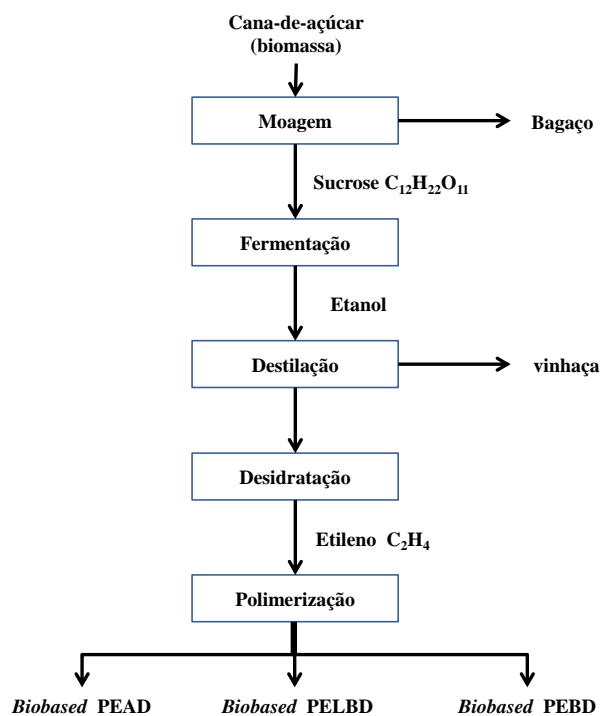 Cana-de-açúcar
(biomassa)
Moagem
Bagaço
Sucrose C₁₂H₂₂O₁₁
Fermentação
Etanol
Destilação
vinhaça
Desidratação
Etileno C₂H₄
Polimerização
Biobased PEAD
Biobased PELBD
Biobased PEBD